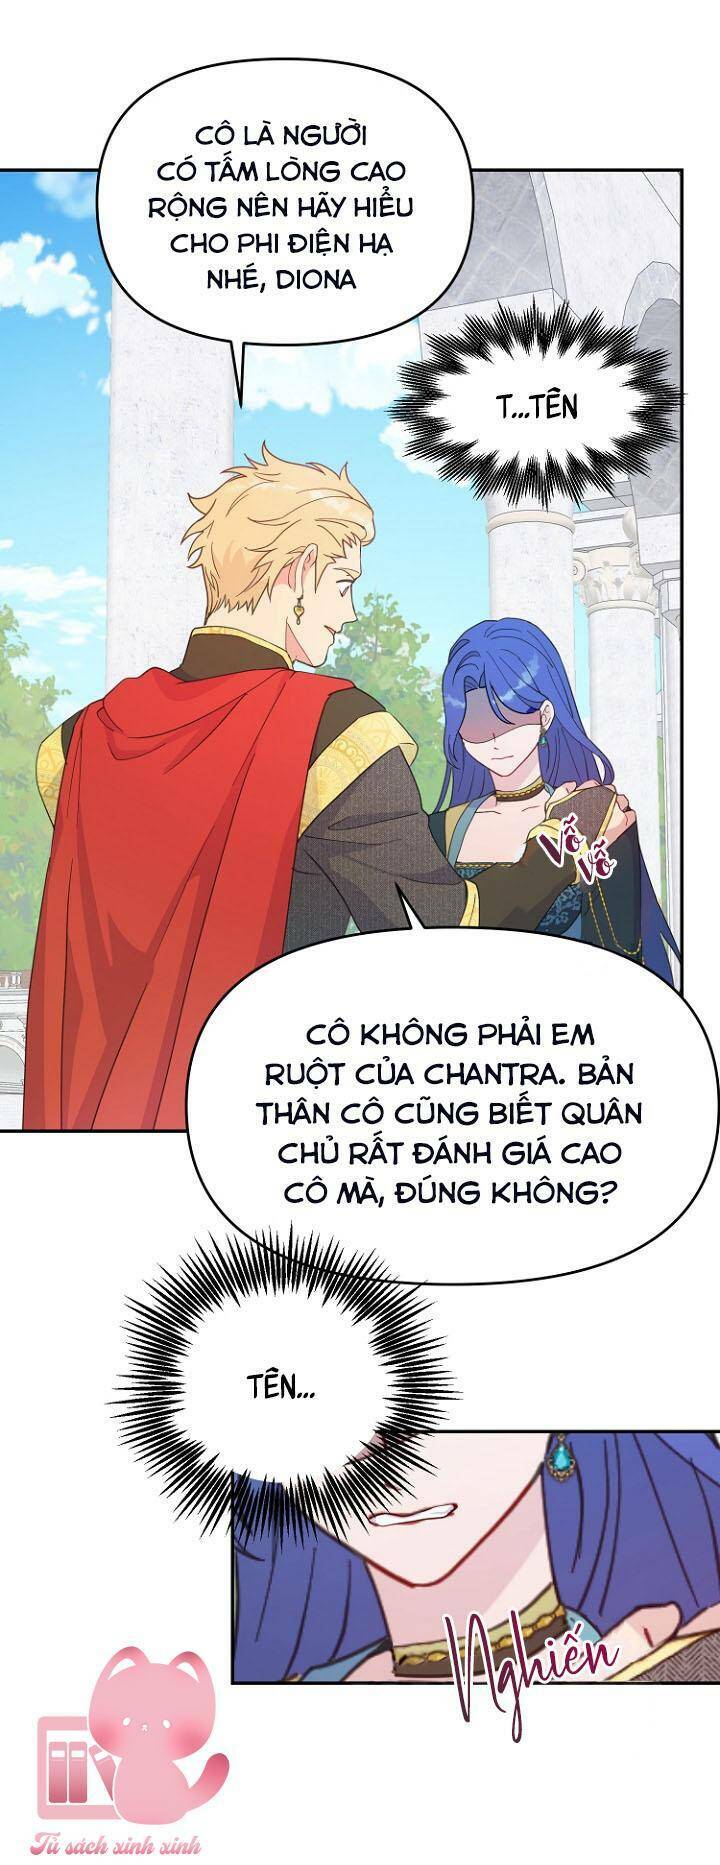 CÔ LÀ NGƯỜI
CÓ TẤM LÒNG CAO
RỘNG NÊN HÃY HIỂU
CHO PHI ĐIỆN HẠ
NHÉ, DIONA
T...TÊN
VỖ
VỖ
CÔ KHÔNG PHẢI EM
RUỘT CỦA CHANTRA. BẢN
THÂN CÔ CŨNG BIẾT QUÂN
CHỦ RẤT ĐÁNH GIÁ CAO
CÔ MÀ, ĐÚNG KHÔNG?
TÊN...
Nghiến
Tủ sách xinh xinh